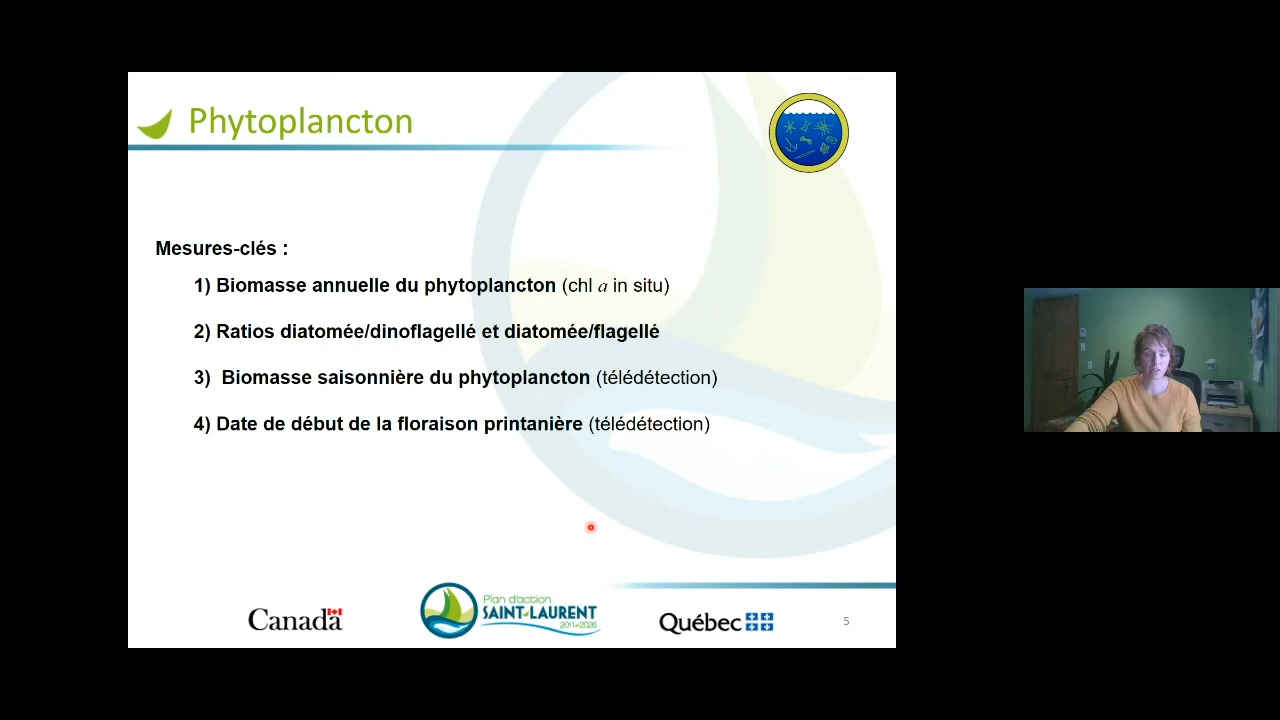 Phytoplancton
Mesures-clés :
1) Biomasse annuelle du phytoplancton (chl a in situ)
2) Ratios diatomée/dinoflagellé et diatomée/flagellé
3) Biomasse saisonnière du phytoplancton (télédétection)
4) Date de début de la floraison printanière (télédétection)
Canada
Plan d'action
SAINT-LAURENT
2011-2026
Québec
5